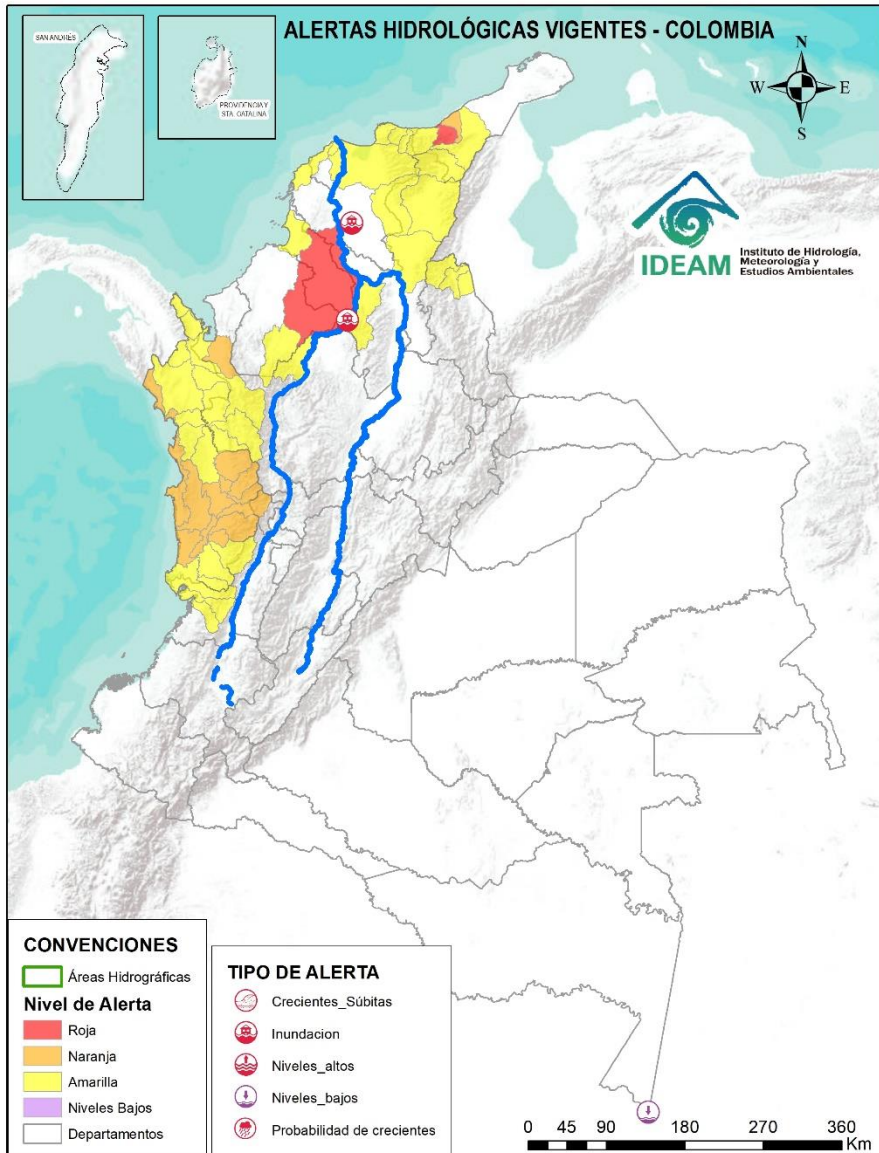 ALERTAS HIDROLÓGICAS VIGENTES - COLOMBIA
SAN ANDRÉS
PROVIDENCIA Y
STA. CATALINA
N
W
E
S
IDEAM
Instituto de Hidrología,
Meteorología y
Estudios Ambientales
CONVENCIONES
Áreas Hidrográficas
Nivel de Alerta
Roja
Naranja
Amarilla
Niveles Bajos
Departamentos
TIPO DE ALERTA
Crecientes_Súbitas
Inundacion
Niveles_altos
Niveles_bajos
Probabilidad de crecientes
0 45 90 180 270 360
Km